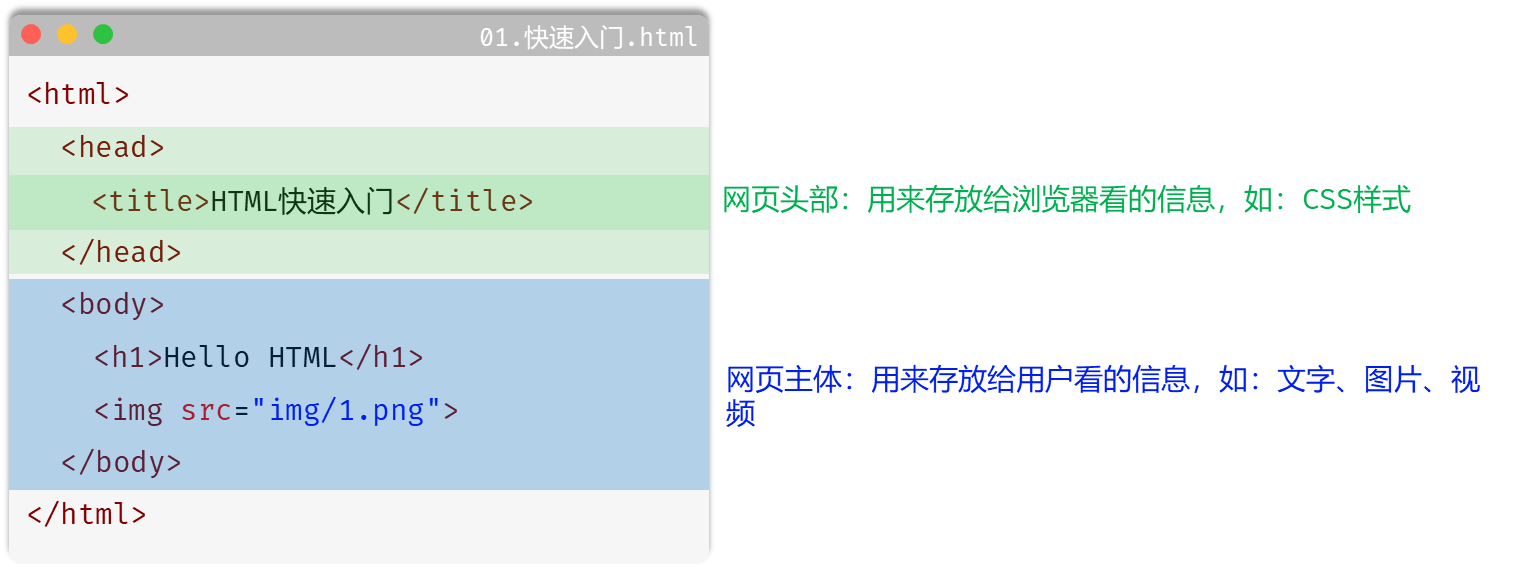 01.快速入门.html
<html>
<head>
<title>HTML快速入门</title>
网页头部：用来存放给浏览器看的信息，如：CSS样式
</head>
<body>
<h1>Hello HTML</h1>
网页主体：用来存放给用户看的信息，如：文字、图片、视
频
<img src="img/1.png">
</body>
</html>